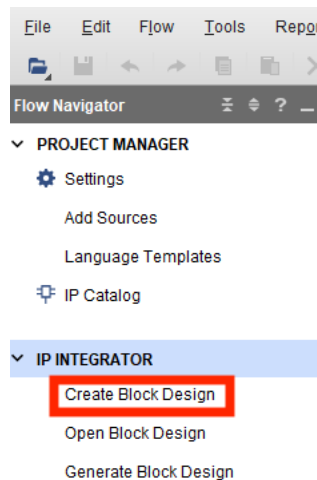 File Edit Flow Tools
Flow Navigator ?
PROJECT MANAGER
Settings
Add Sources
Language Templates
IP Catalog
IP INTEGRATOR
Create Block Design
Open Block Design
Generate Block Design